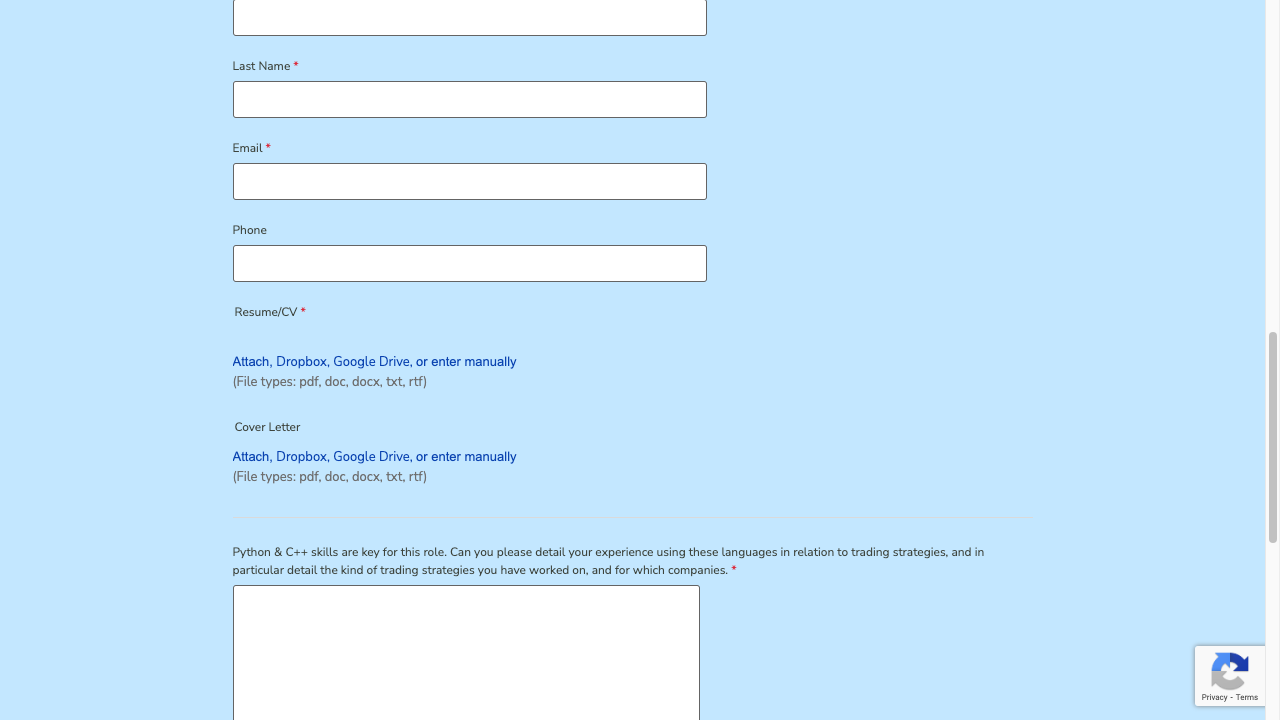 Last Name *
Email *
Phone
Resume/CV *
Attach, Dropbox, Google Drive, or enter manually
(File types: pdf, doc, docx, txt, rtf)
Cover Letter
Attach, Dropbox, Google Drive, or enter manually
(File types: pdf, doc, docx, txt, rtf)
Python & C++ skills are key for this role. Can you please detail your experience using these languages in relation to trading strategies, and in
particular detail the kind of trading strategies you have worked on, and for which companies. *
Privacy - Terms